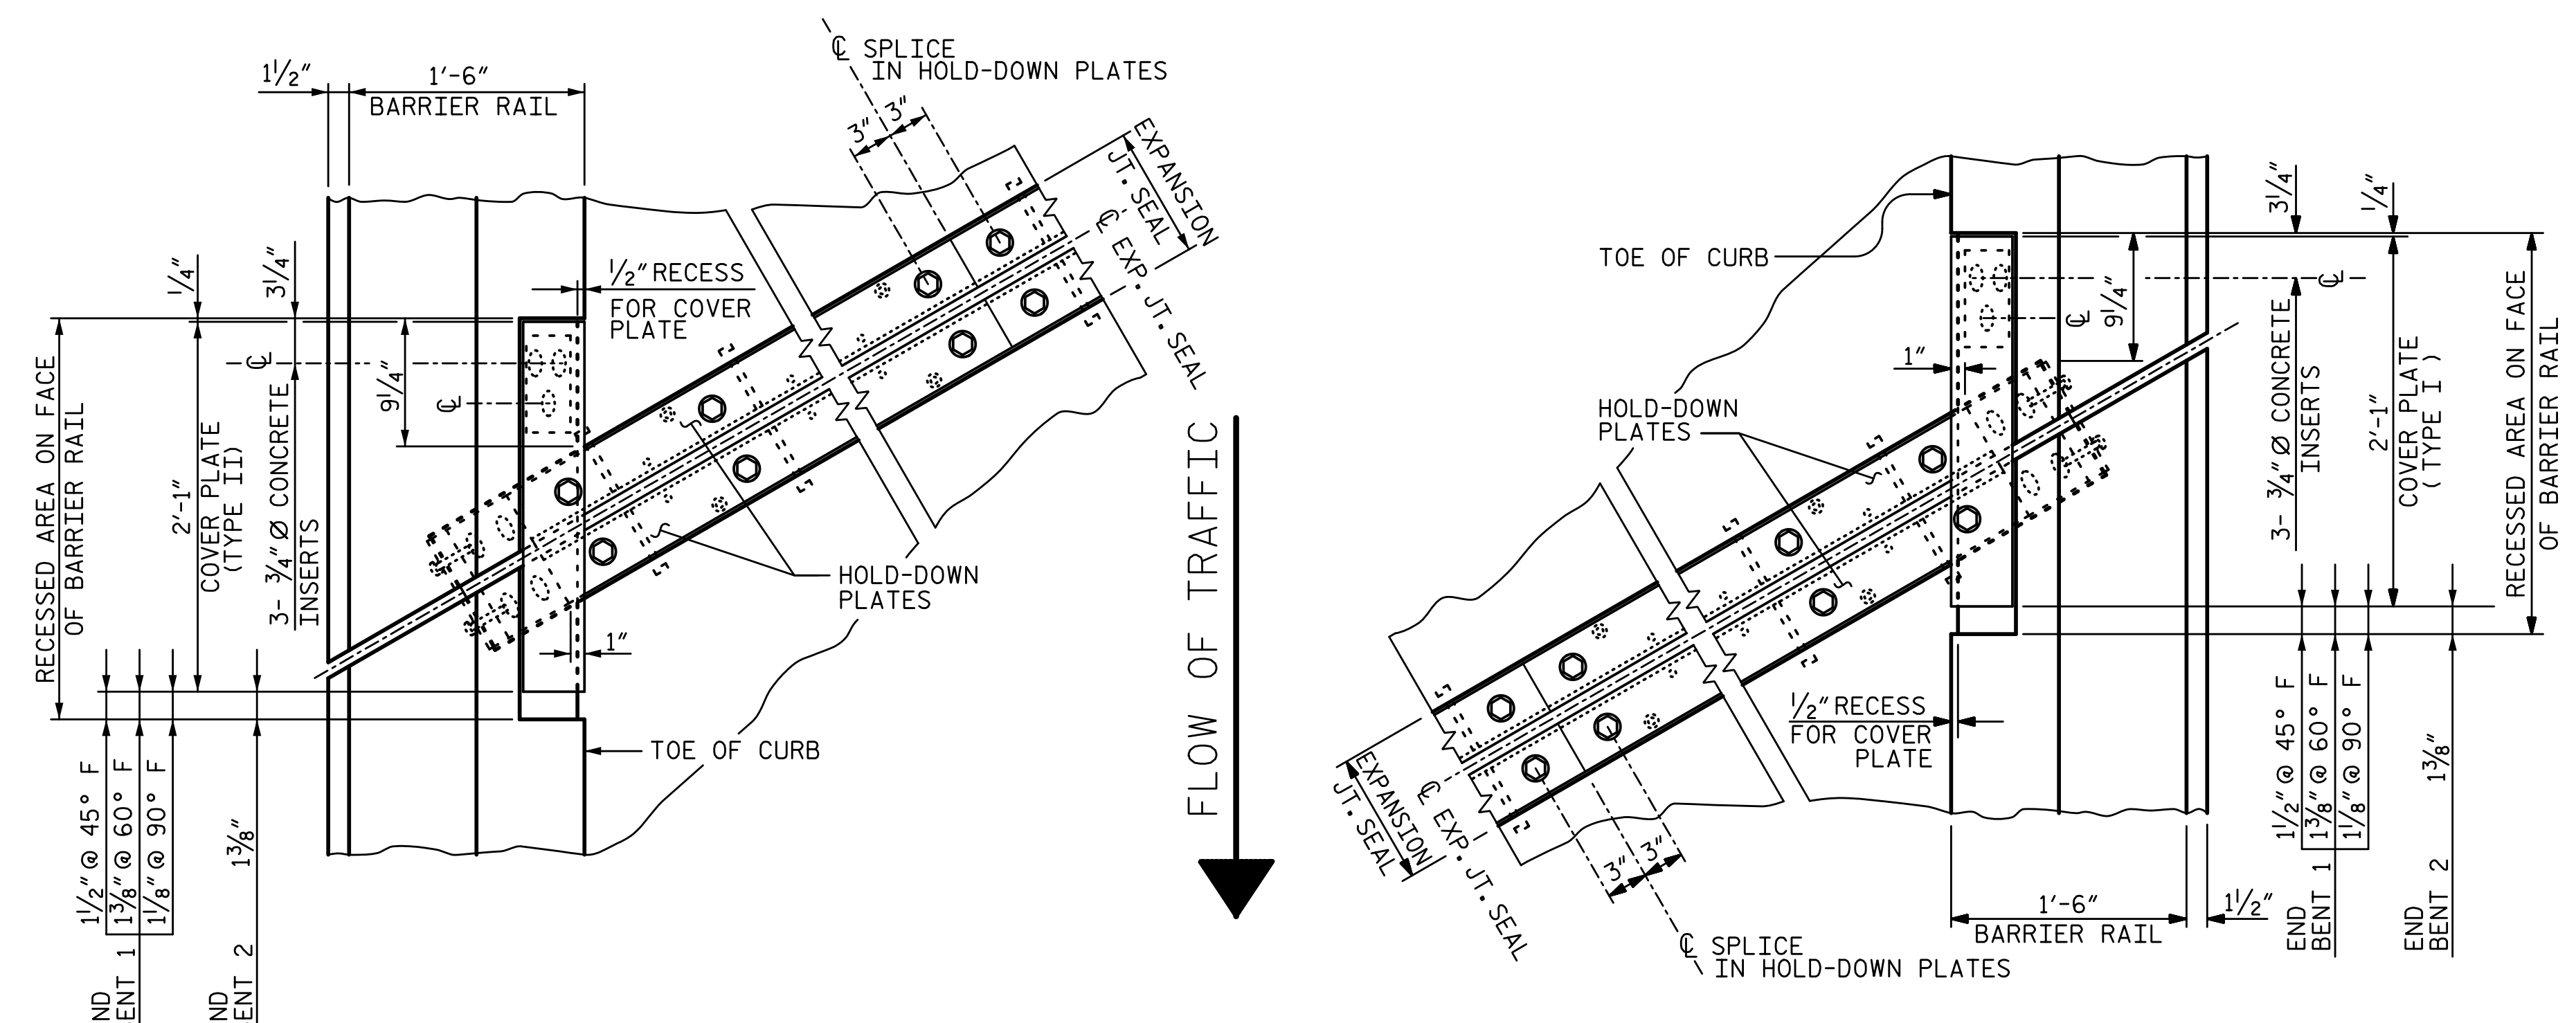 ℄ SPLICE
IN HOLD-DOWN PLATES
1½"
1'-6"
BARRIER RAIL
3"
3"
EXPANSION
JT. SEAL
℄ EXP. JT. SEAL
¼"
3¼"
½" RECESS
FOR COVER
PLATE
℄
℄
9¼"
RECESSED AREA ON FACE
OF BARRIER RAIL
2'-1"
COVER PLATE
(TYPE II)
3- ¾" Ø CONCRETE
INSERTS
HOLD-DOWN
PLATES
1"
TOE OF CURB
1½" @ 45° F
1⅜" @ 60° F
1⅛" @ 90° F
1⅜"
ND
ENT 1
ND
ENT 2
FLOW OF TRAFFIC
TOE OF CURB
3¼"
¼"
℄
℄
9¼"
1"
HOLD-DOWN
PLATES
3- ¾" Ø CONCRETE
INSERTS
2'-1"
COVER PLATE
(TYPE I)
RECESSED AREA ON FACE
OF BARRIER RAIL
½" RECESS
FOR COVER
PLATE
EXPANSION
JT. SEAL
℄ EXP. JT. SEAL
3"
3"
1½" @ 45° F
1⅜" @ 60° F
1⅛" @ 90° F
1⅜"
END
BENT 1
END
BENT 2
1'-6"
BARRIER RAIL
1½"
℄ SPLICE
IN HOLD-DOWN PLATES